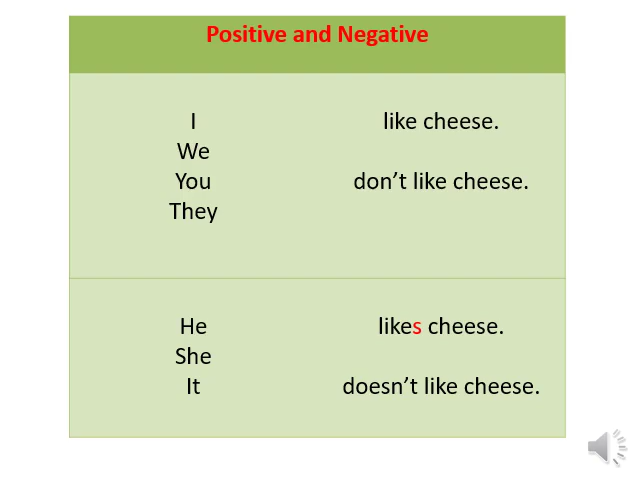 Positive and Negative
I like cheese.
We
You don’t like cheese.
They
He likes cheese.
She
It doesn’t like cheese.